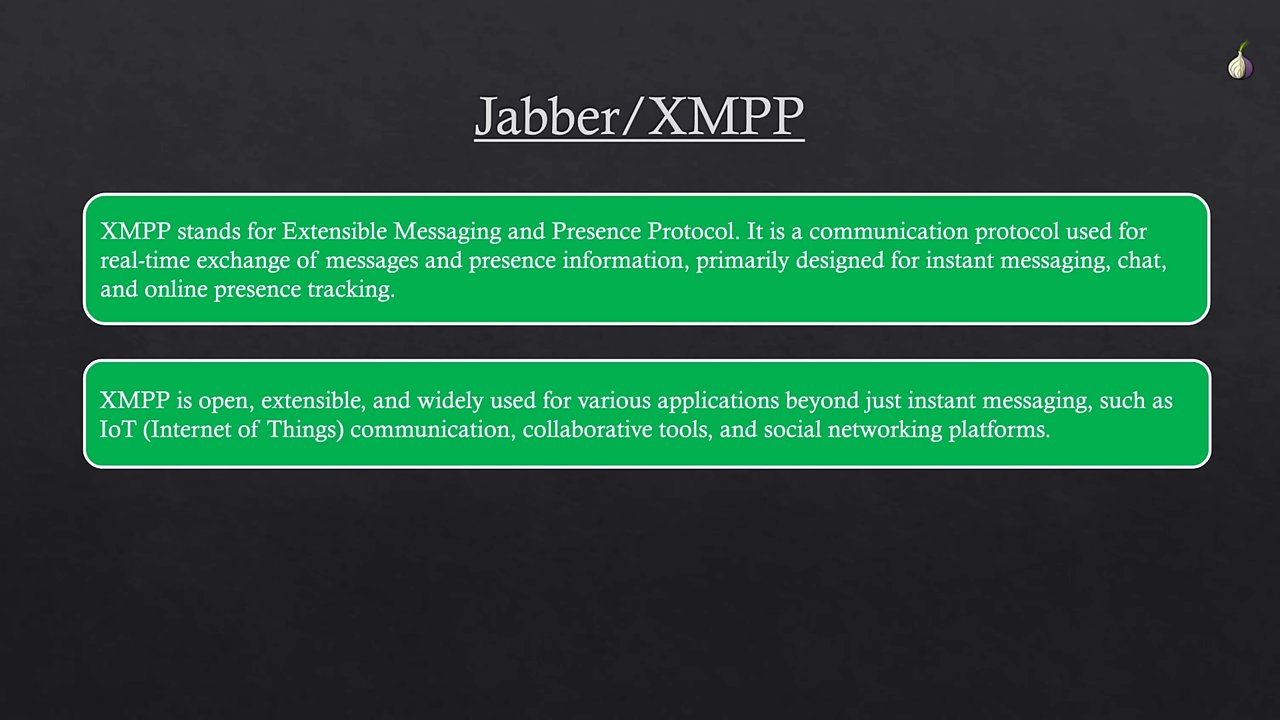 Jabber/XMPP
XMPP stands for Extensible Messaging and Presence Protocol. It is a communication protocol used for
real-time exchange of messages and presence information, primarily designed for instant messaging, chat,
and online presence tracking.
XMPP is open, extensible, and widely used for various applications beyond just instant messaging, such as
IoT (Internet of Things) communication, collaborative tools, and social networking platforms.